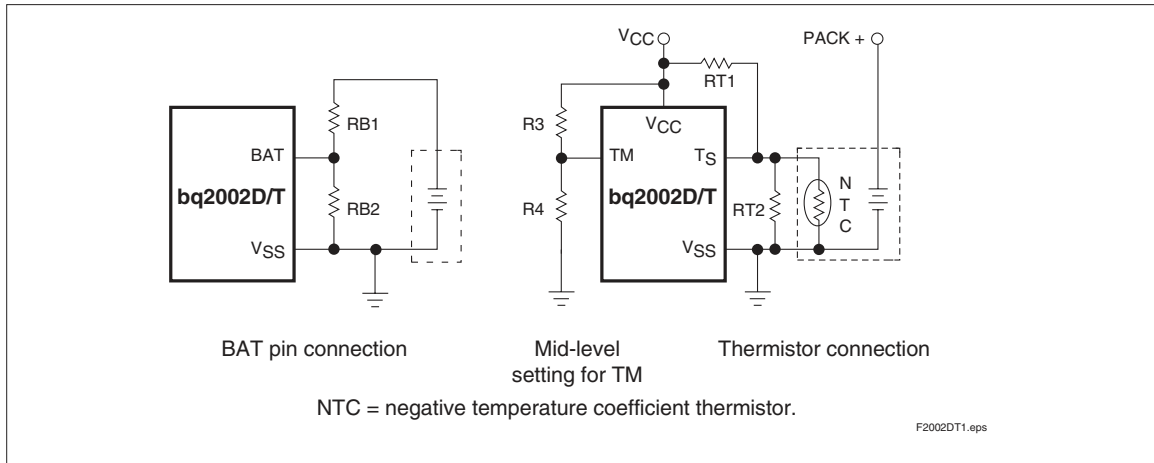 VCC
PACK +
RT1
RB1
R3
VCC
BAT
TM
TS
bq2002D/T
RB2
bq2002D/T
RT2
N
T
C
R4
VSS
VSS
BAT pin connection
Mid-level
setting for TM
Thermistor connection
NTC = negative temperature coefficient thermistor.
F2002DT1.eps